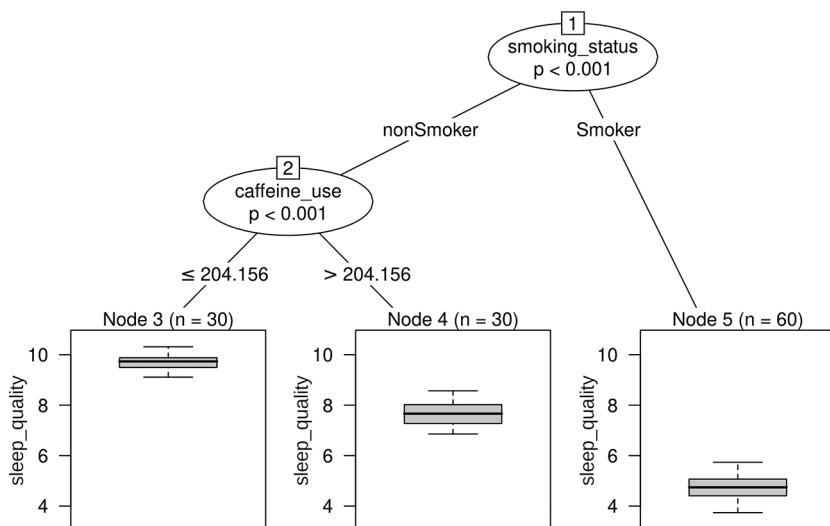 1
smoking_status
p < 0.001
nonSmoker
Smoker
2
caffeine_use
p < 0.001
≤ 204.156
> 204.156
Node 3 (n = 30)
sleep_quality
10
8
6
4
Node 4 (n = 30)
sleep_quality
10
8
6
4
Node 5 (n = 60)
sleep_quality
10
8
6
4